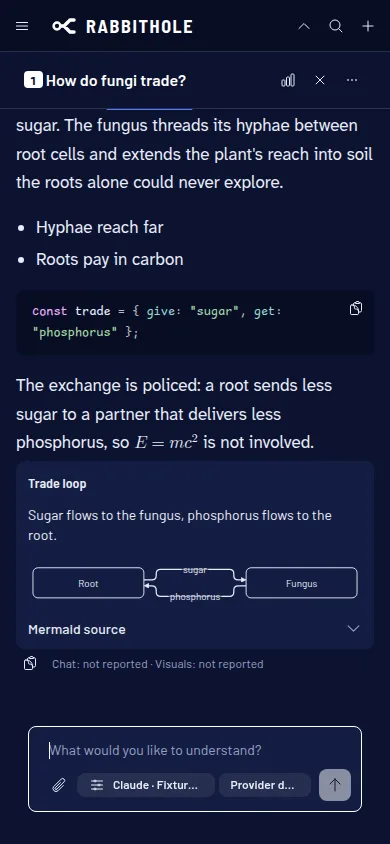 RABBITHOLE
1 How do fungi trade?
sugar. The fungus threads its hyphae between
root cells and extends the plant's reach into soil
the roots alone could never explore.
• Hyphae reach far
• Roots pay in carbon
const trade = { give: "sugar", get:
"phosphorus" };
The exchange is policed: a root sends less
sugar to a partner that delivers less
phosphorus, so E = mc² is not involved.
Trade loop
Sugar flows to the fungus, phosphorus flows to the
root.
sugar
Root
Fungus
phosphorus
Mermaid source
Chat: not reported · Visuals: not reported
What would you like to understand?
Claude · Fixtur...
Provider d...